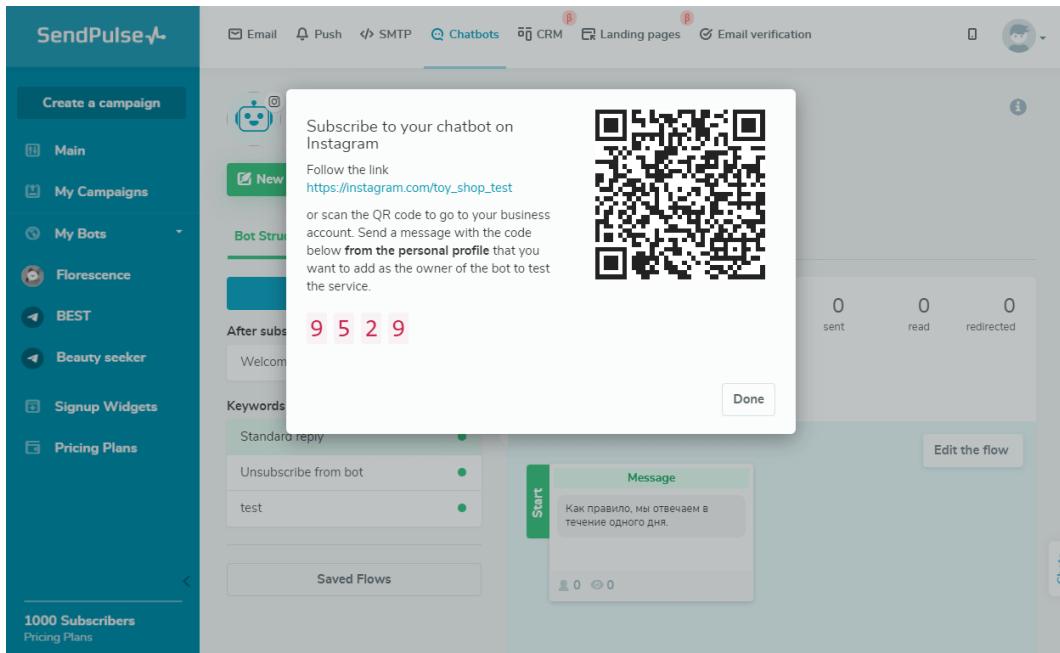 SendPulse
Email Push </> SMTP Chatbots CRM β Landing pages β Email verification
Create a campaign
Main
My Campaigns
My Bots
Florescence
BEST
Beauty seeker
Signup Widgets
Pricing Plans
1000 Subscribers
Pricing Plans
New
Bot Stru
After subs
Welcom
Keywords
Standard reply
Unsubscribe from bot
test
Saved Flows
Subscribe to your chatbot on
Instagram
Follow the link
https://instagram.com/toy_shop_test
or scan the QR code to go to your business
account. Send a message with the code
below from the personal profile that you
want to add as the owner of the bot to test
the service.
9 5 2 9
Done
0 0 0
sent read redirected
Edit the flow
Start
Message
Как правило, мы отвечаем в
течение одного дня.
0 0